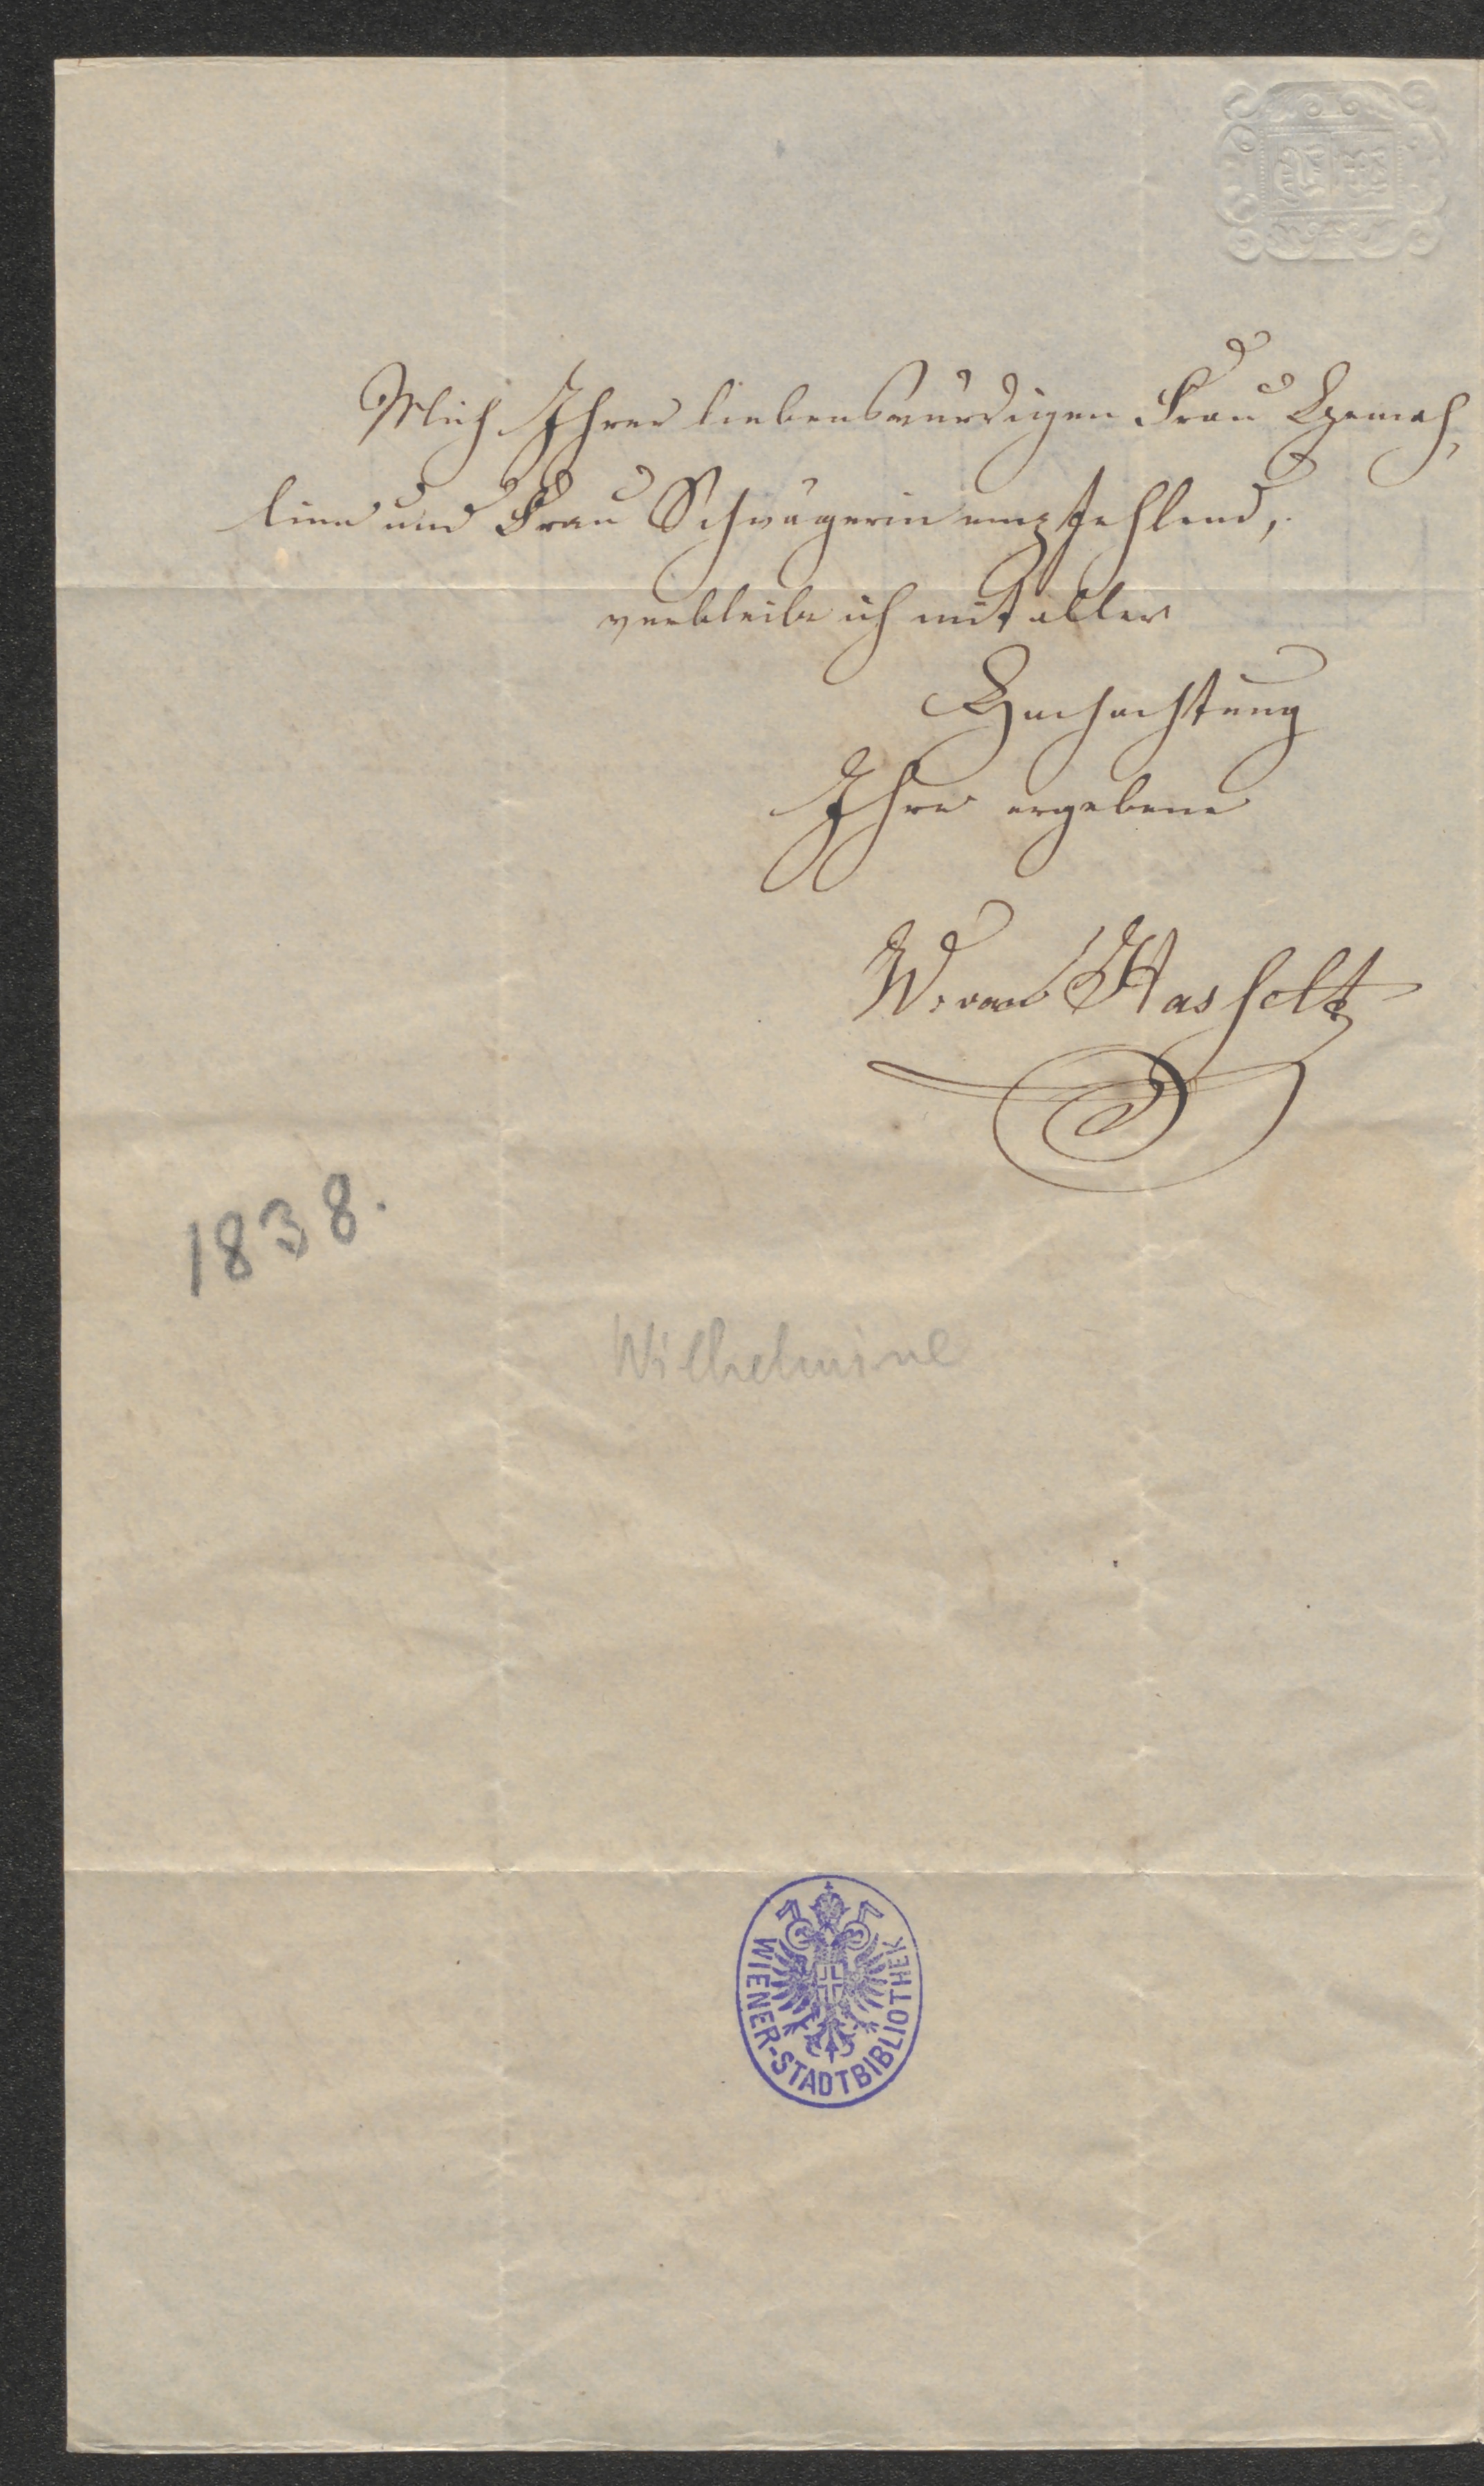 Mich Ihrer liebenswürdigen Frau Gemah,
linn und Frau Schwägerin empfehlend,
verbleibe ich mit aller
Hochachtung
Ihre ergebene
W. van Hasselt
1838.
Wilhelmine
WIENER-STADTBIBLIOTHEK